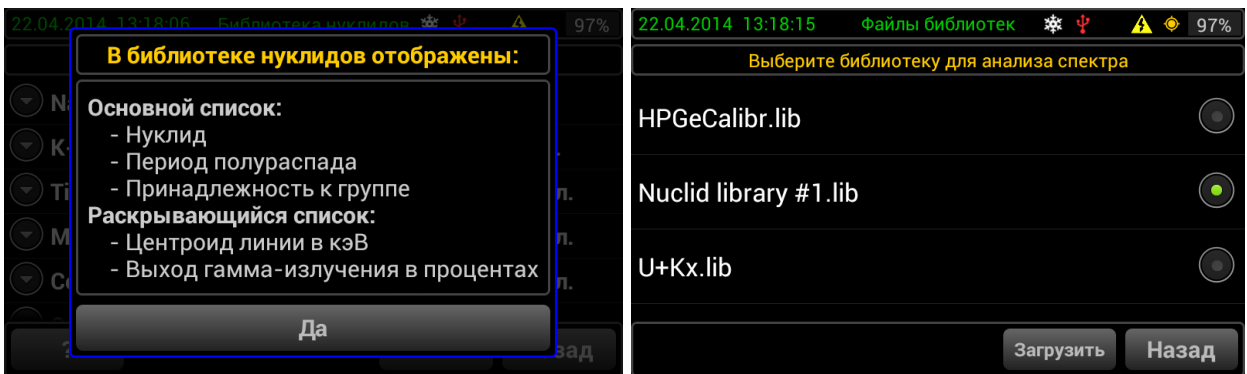 22.04.2014 13:18:06 Библиотека нуклидов 97%
В библиотеке нуклидов отображены:
Основной список:
- Нуклид
- Период полураспада
- Принадлежность к группе
Раскрывающийся список:
- Центроид линии в кэВ
- Выход гамма-излучения в процентах
Да
22.04.2014 13:18:15 Файлы библиотек 97%
Выберите библиотеку для анализа спектра
HPGeCalibr.lib
Nuclid library #1.lib
U+Kx.lib
Загрузить Назад